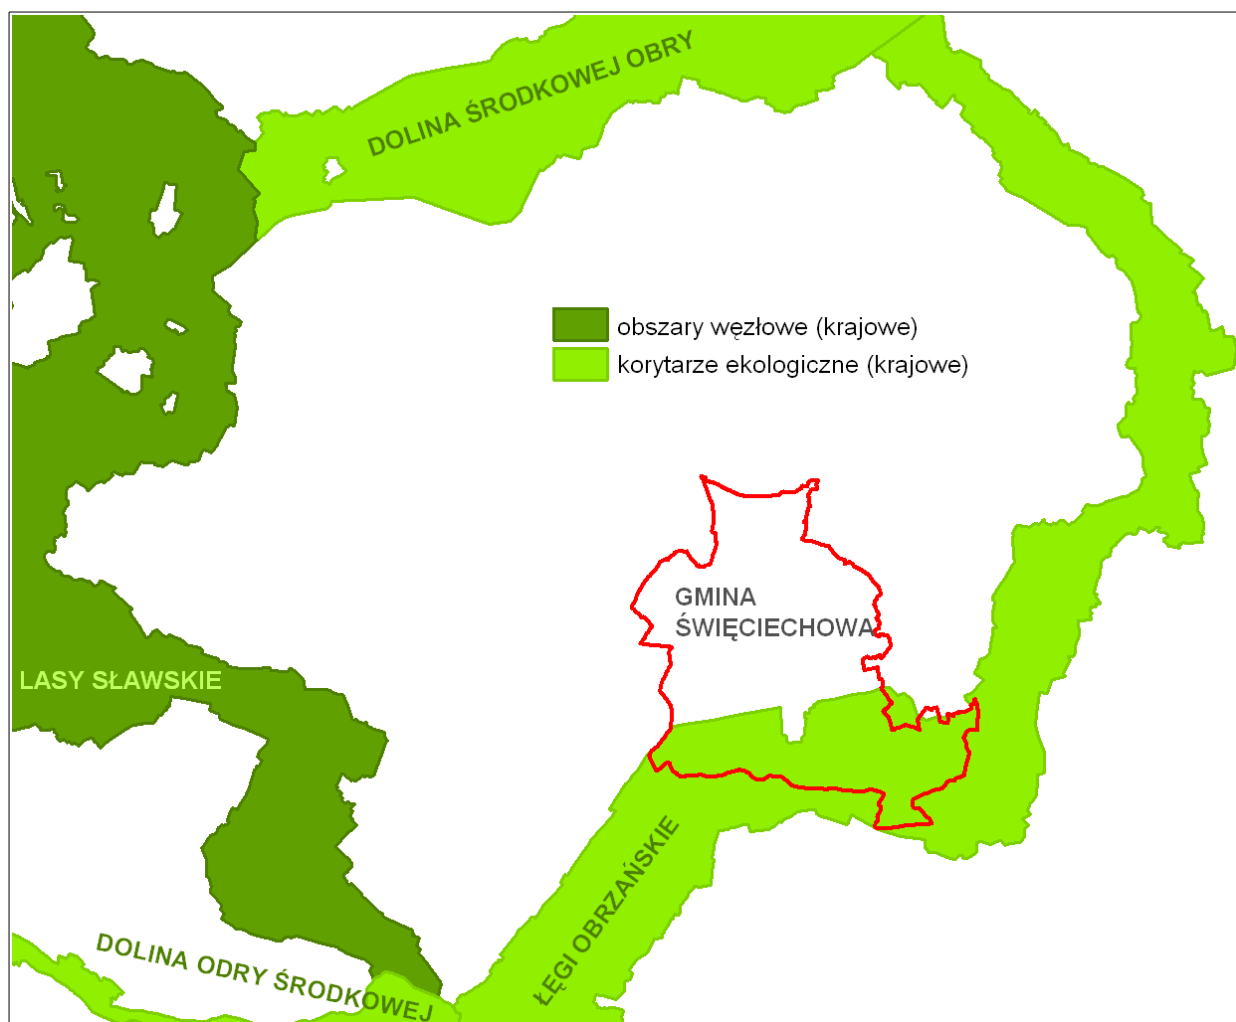 DOLINA ŚRODKOWEJ OBRY
obszary węzłowe (krajowe)
korytarze ekologiczne (krajowe)
GMINA
ŚWIĘCIECHOWA
LASY SŁAWSKIE
ŁĘGI OBRZAŃSKIE
DOLINA ODRY ŚRODKOWEJ